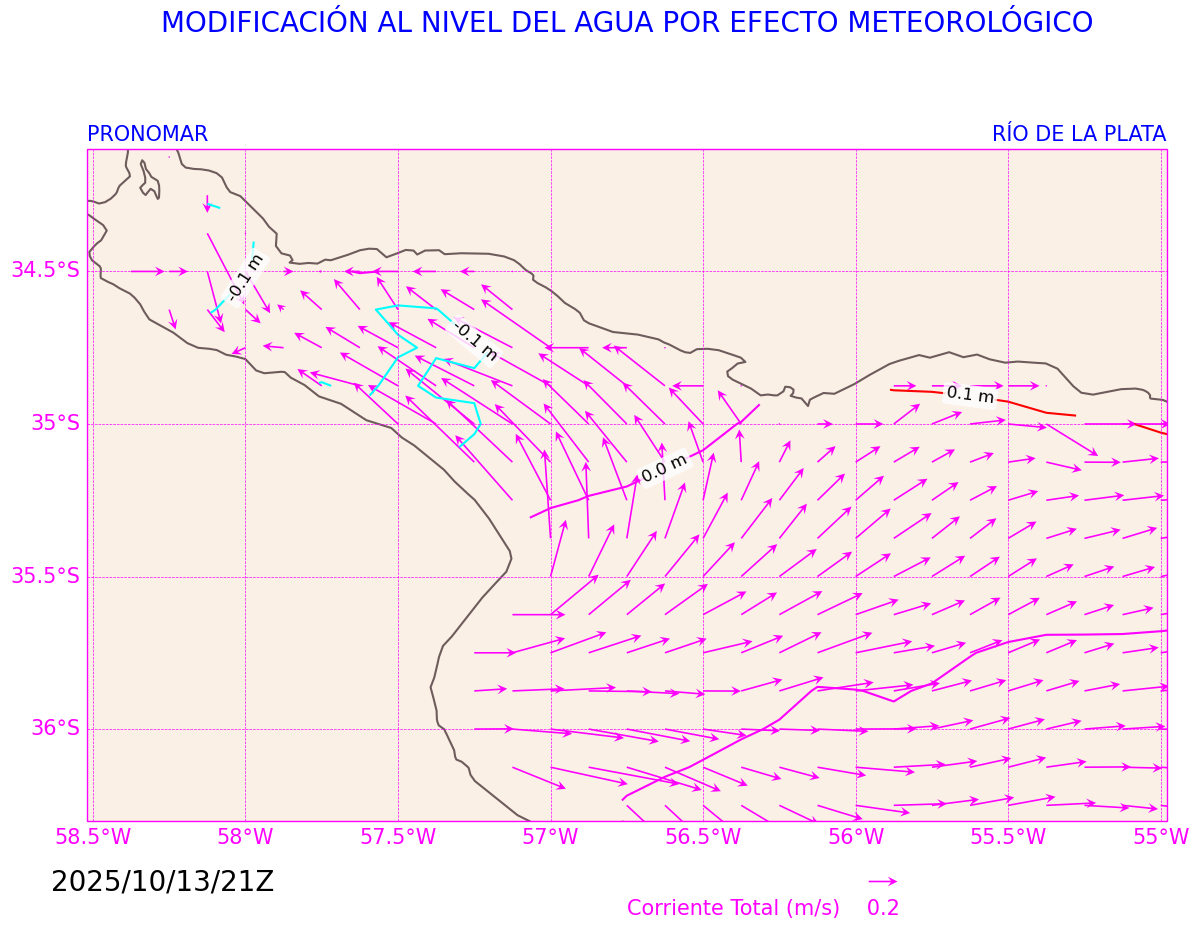 MODIFICACIÓN AL NIVEL DEL AGUA POR EFECTO METEOROLÓGICO
PRONOMAR
RÍO DE LA PLATA
-0.1 m
34.5°S
-0.1 m
0.1 m
35°S
0.0 m
35.5°S
36°S
58.5°W 58°W 57.5°W 57°W 56.5°W 56°W 55.5°W 55°W
2025/10/13/21Z
Corriente Total (m/s) 0.2